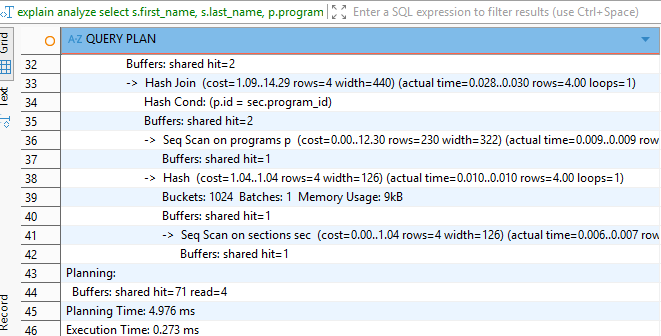 explain analyze select s.first_name, s.last_name, p.program
Enter a SQL expression to filter results (use Ctrl+Space)
Grid
Text
Record
A-Z QUERY PLAN
32 Buffers: shared hit=2
33 -> Hash Join (cost=1.09..14.29 rows=4 width=440) (actual time=0.028..0.030 rows=4.00 loops=1)
34 Hash Cond: (p.id = sec.program_id)
35 Buffers: shared hit=2
36 -> Seq Scan on programs p (cost=0.00..12.30 rows=230 width=322) (actual time=0.009..0.009 rows
37 Buffers: shared hit=1
38 -> Hash (cost=1.04..1.04 rows=4 width=126) (actual time=0.010..0.010 rows=4.00 loops=1)
39 Buckets: 1024 Batches: 1 Memory Usage: 9kB
40 Buffers: shared hit=1
41 -> Seq Scan on sections sec (cost=0.00..1.04 rows=4 width=126) (actual time=0.006..0.007 row
42 Buffers: shared hit=1
43 Planning:
44 Buffers: shared hit=71 read=4
45 Planning Time: 4.976 ms
46 Execution Time: 0.273 ms